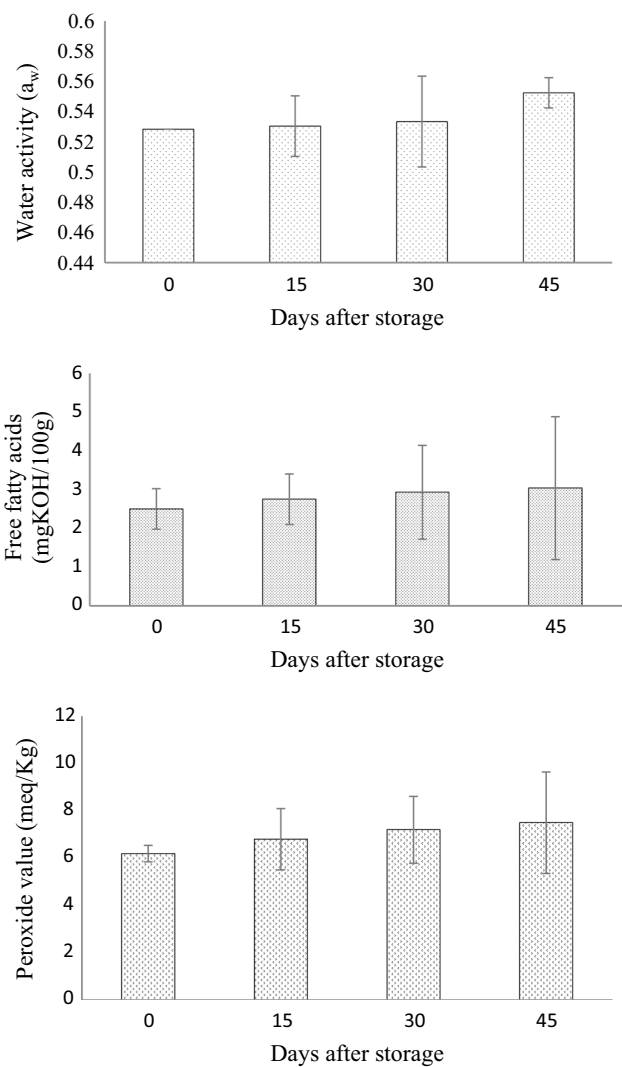 Water activity (aw)
0.6
0.58
0.56
0.54
0.52
0.5
0.48
0.46
0.44
0 15 30 45
Days after storage
Free fatty acids
(mgKOH/100g)
6
5
4
3
2
1
0
0 15 30 45
Days after storage
Peroxide value (meq/Kg)
12
10
8
6
4
2
0
0 15 30 45
Days after storage